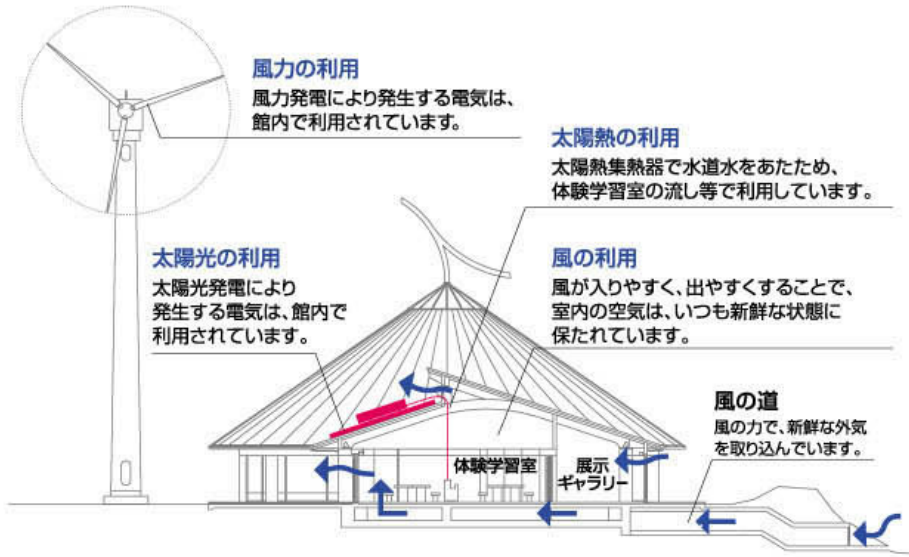 風力の利用
風力発電により発生する電気は、
館内で利用されています。
太陽熱の利用
太陽熱集熱器で水道水をあたため、
体験学習室の流し等で利用しています。
太陽光の利用
太陽光発電により
発生する電気は、館内で
利用されています。
風の利用
風が入りやすく、出やすくすることで、
室内の空気は、いつも新鮮な状態に
保たれています。
風の道
風の力で、新鮮な外気
を取り込んでいます。
体験学習室
展示
ギャラリー